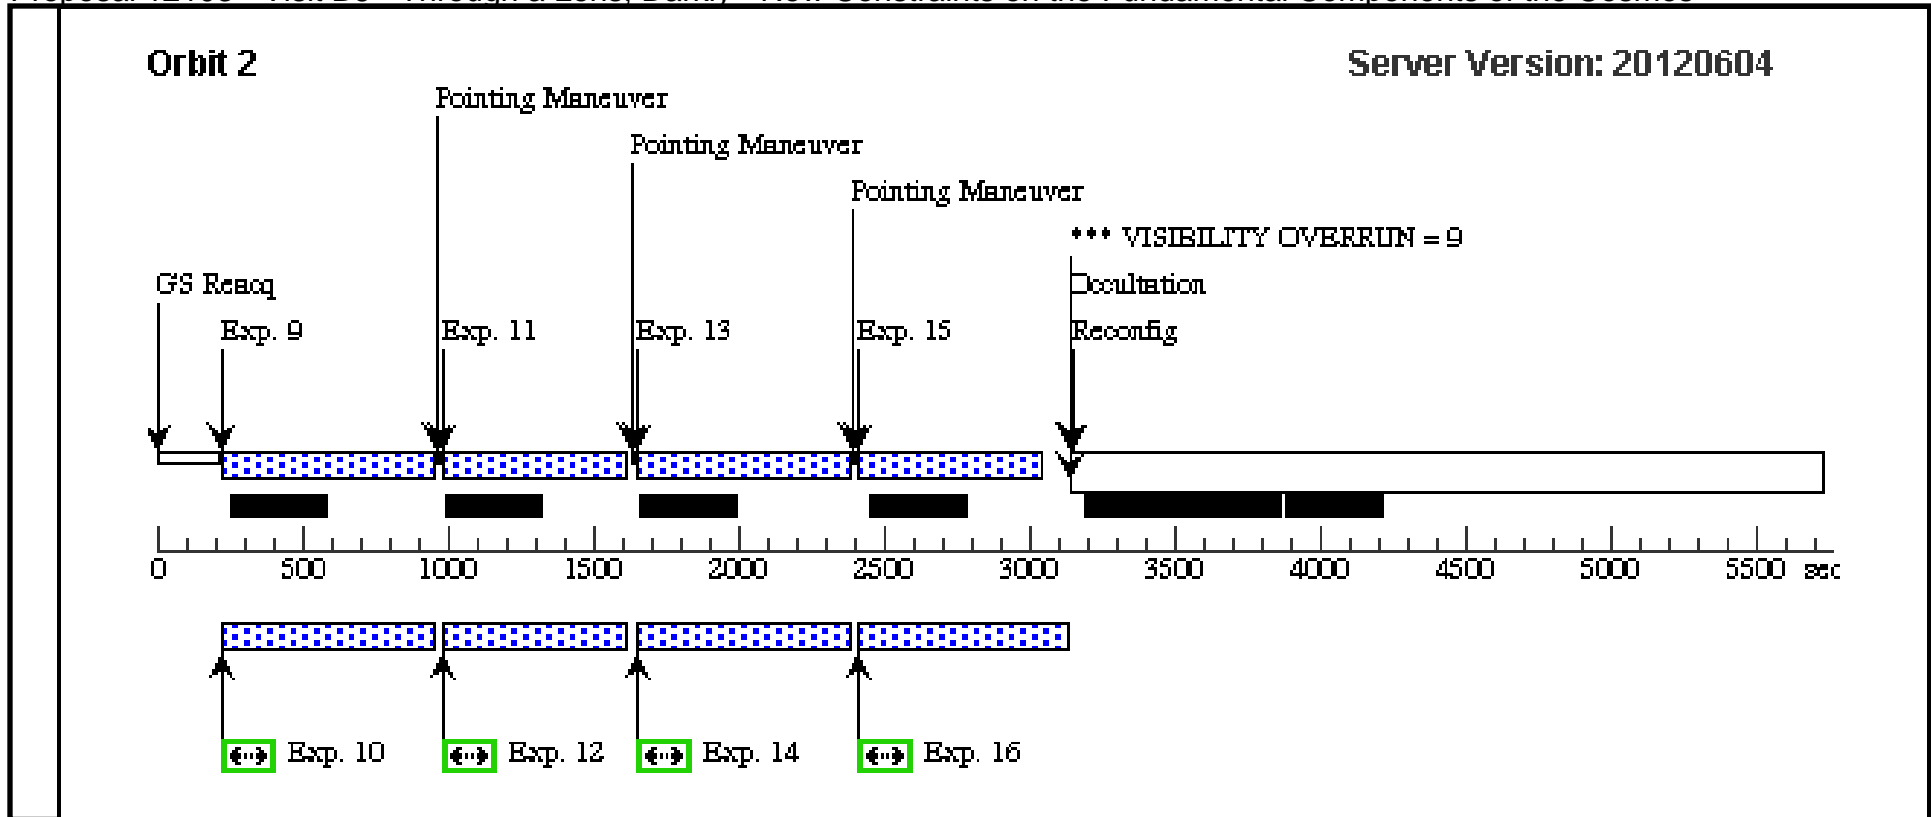 Orbit 2
Server Version: 20120604
Pointing Maneuver
Pointing Maneuver
Pointing Maneuver
*** VISIBILITY OVERRUN = 9
GS Reacq
Occultation
Exp. 9
Exp. 11
Exp. 13
Exp. 15
Reconfig
0
500
1000
1500
2000
2500
3000
3500
4000
4500
5000
5500
sec
Exp. 10
Exp. 12
Exp. 14
Exp. 16